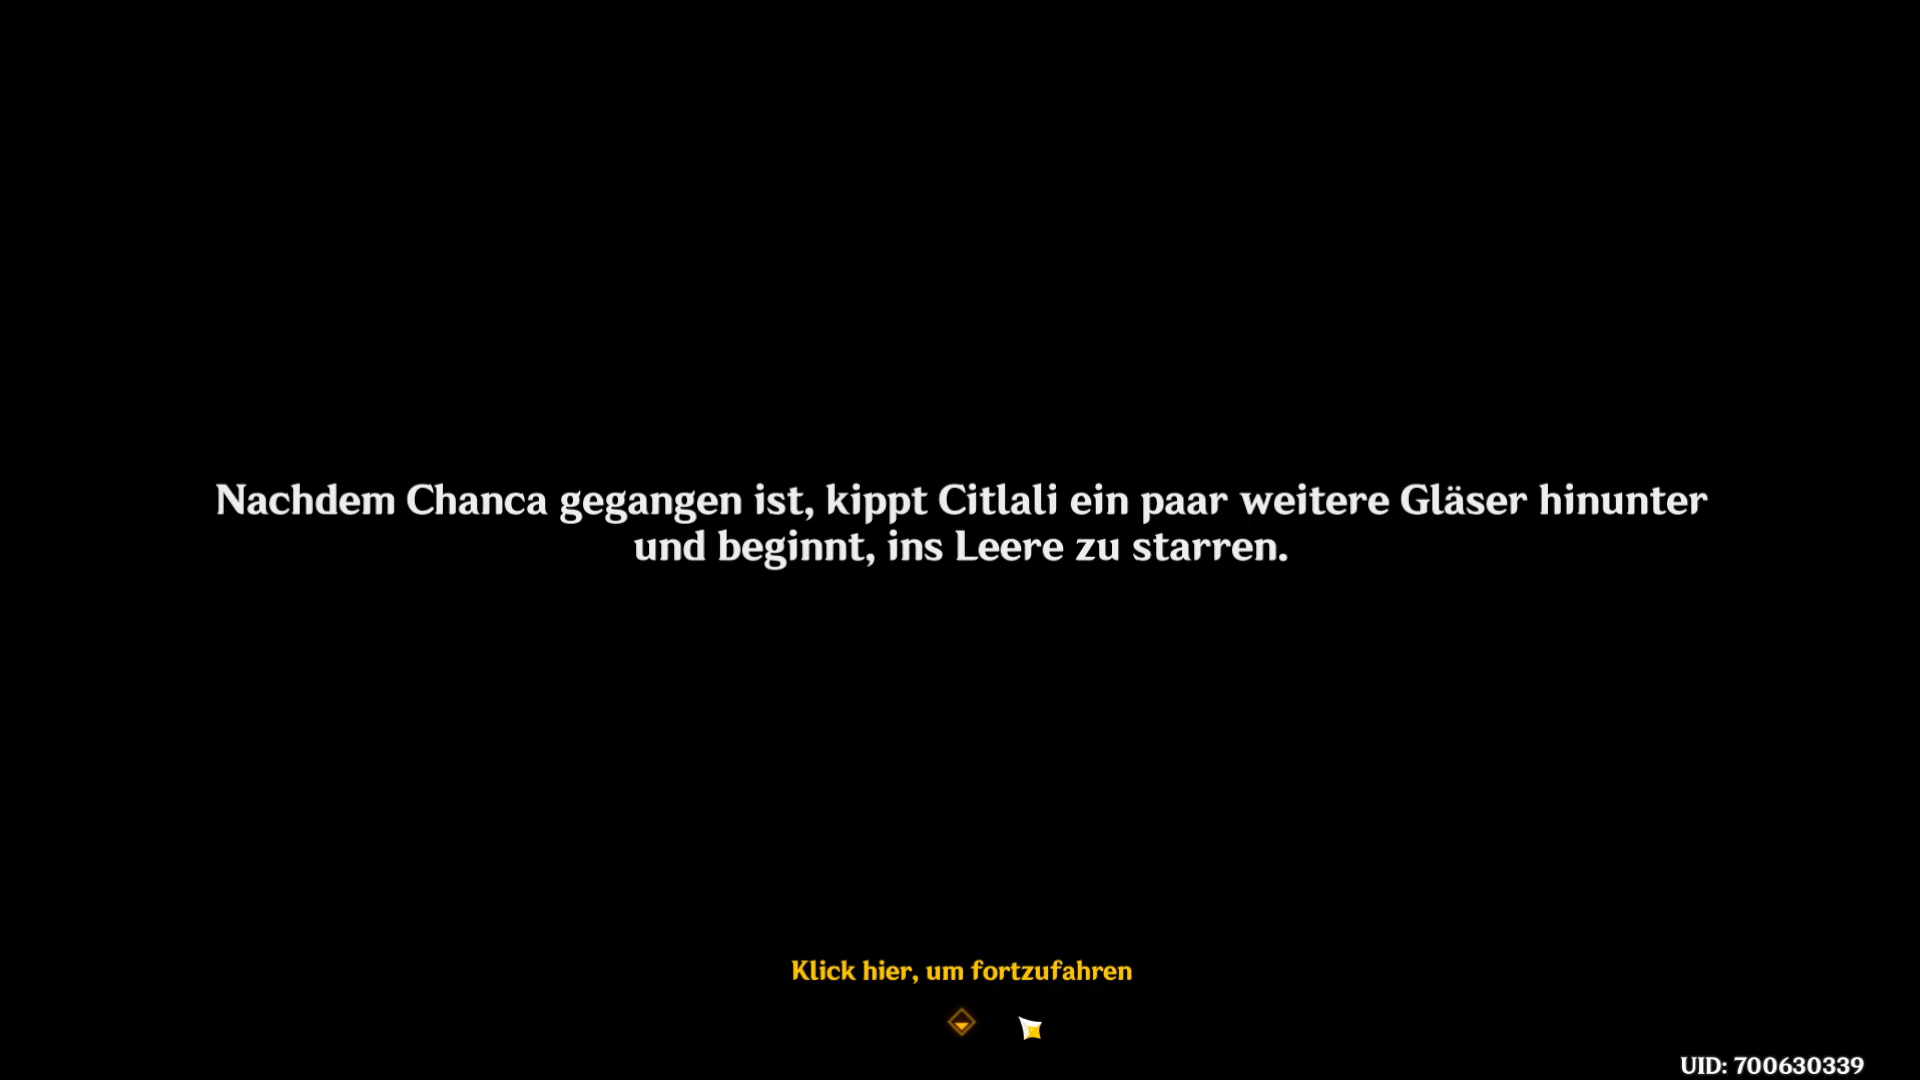 Nachdem Chanca gegangen ist, kippt Citlali ein paar weitere Gläser hinunter
und beginnt, ins Leere zu starren.
Klick hier, um fortzufahren
UID: 700630339